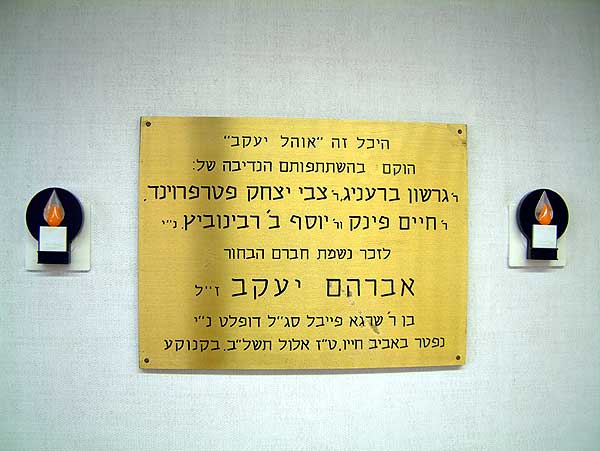 היכל זה "אוהל יעקב"
הוקם בהשתתפותם הנדיבה של:
ר' גרשון ברעניג, ר' צבי יצחק פטרפרוינד,
ר' חיים פינק ור' יוסף ב' רבינוביץ, נ"י
לזכר נשמת חברם הבחור
אברהם יעקב ז"ל
בן ר' שרגא פייבל סג"ל דופלט נ"י
נפטר באביב חייו, ט"ז אלול תשל"ב, בקנוקע